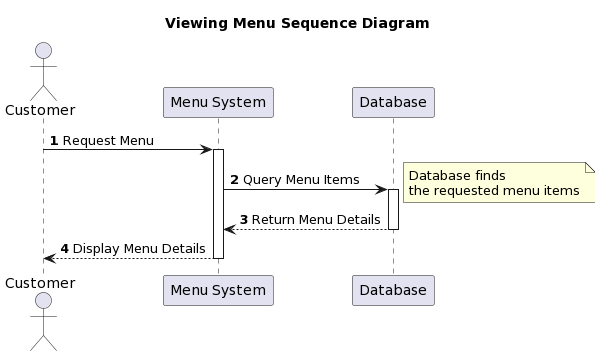 Viewing Menu Sequence Diagram
Customer
Menu System
Database
1 Request Menu
2 Query Menu Items
Database finds
the requested menu items
3 Return Menu Details
4 Display Menu Details
Customer
Menu System
Database